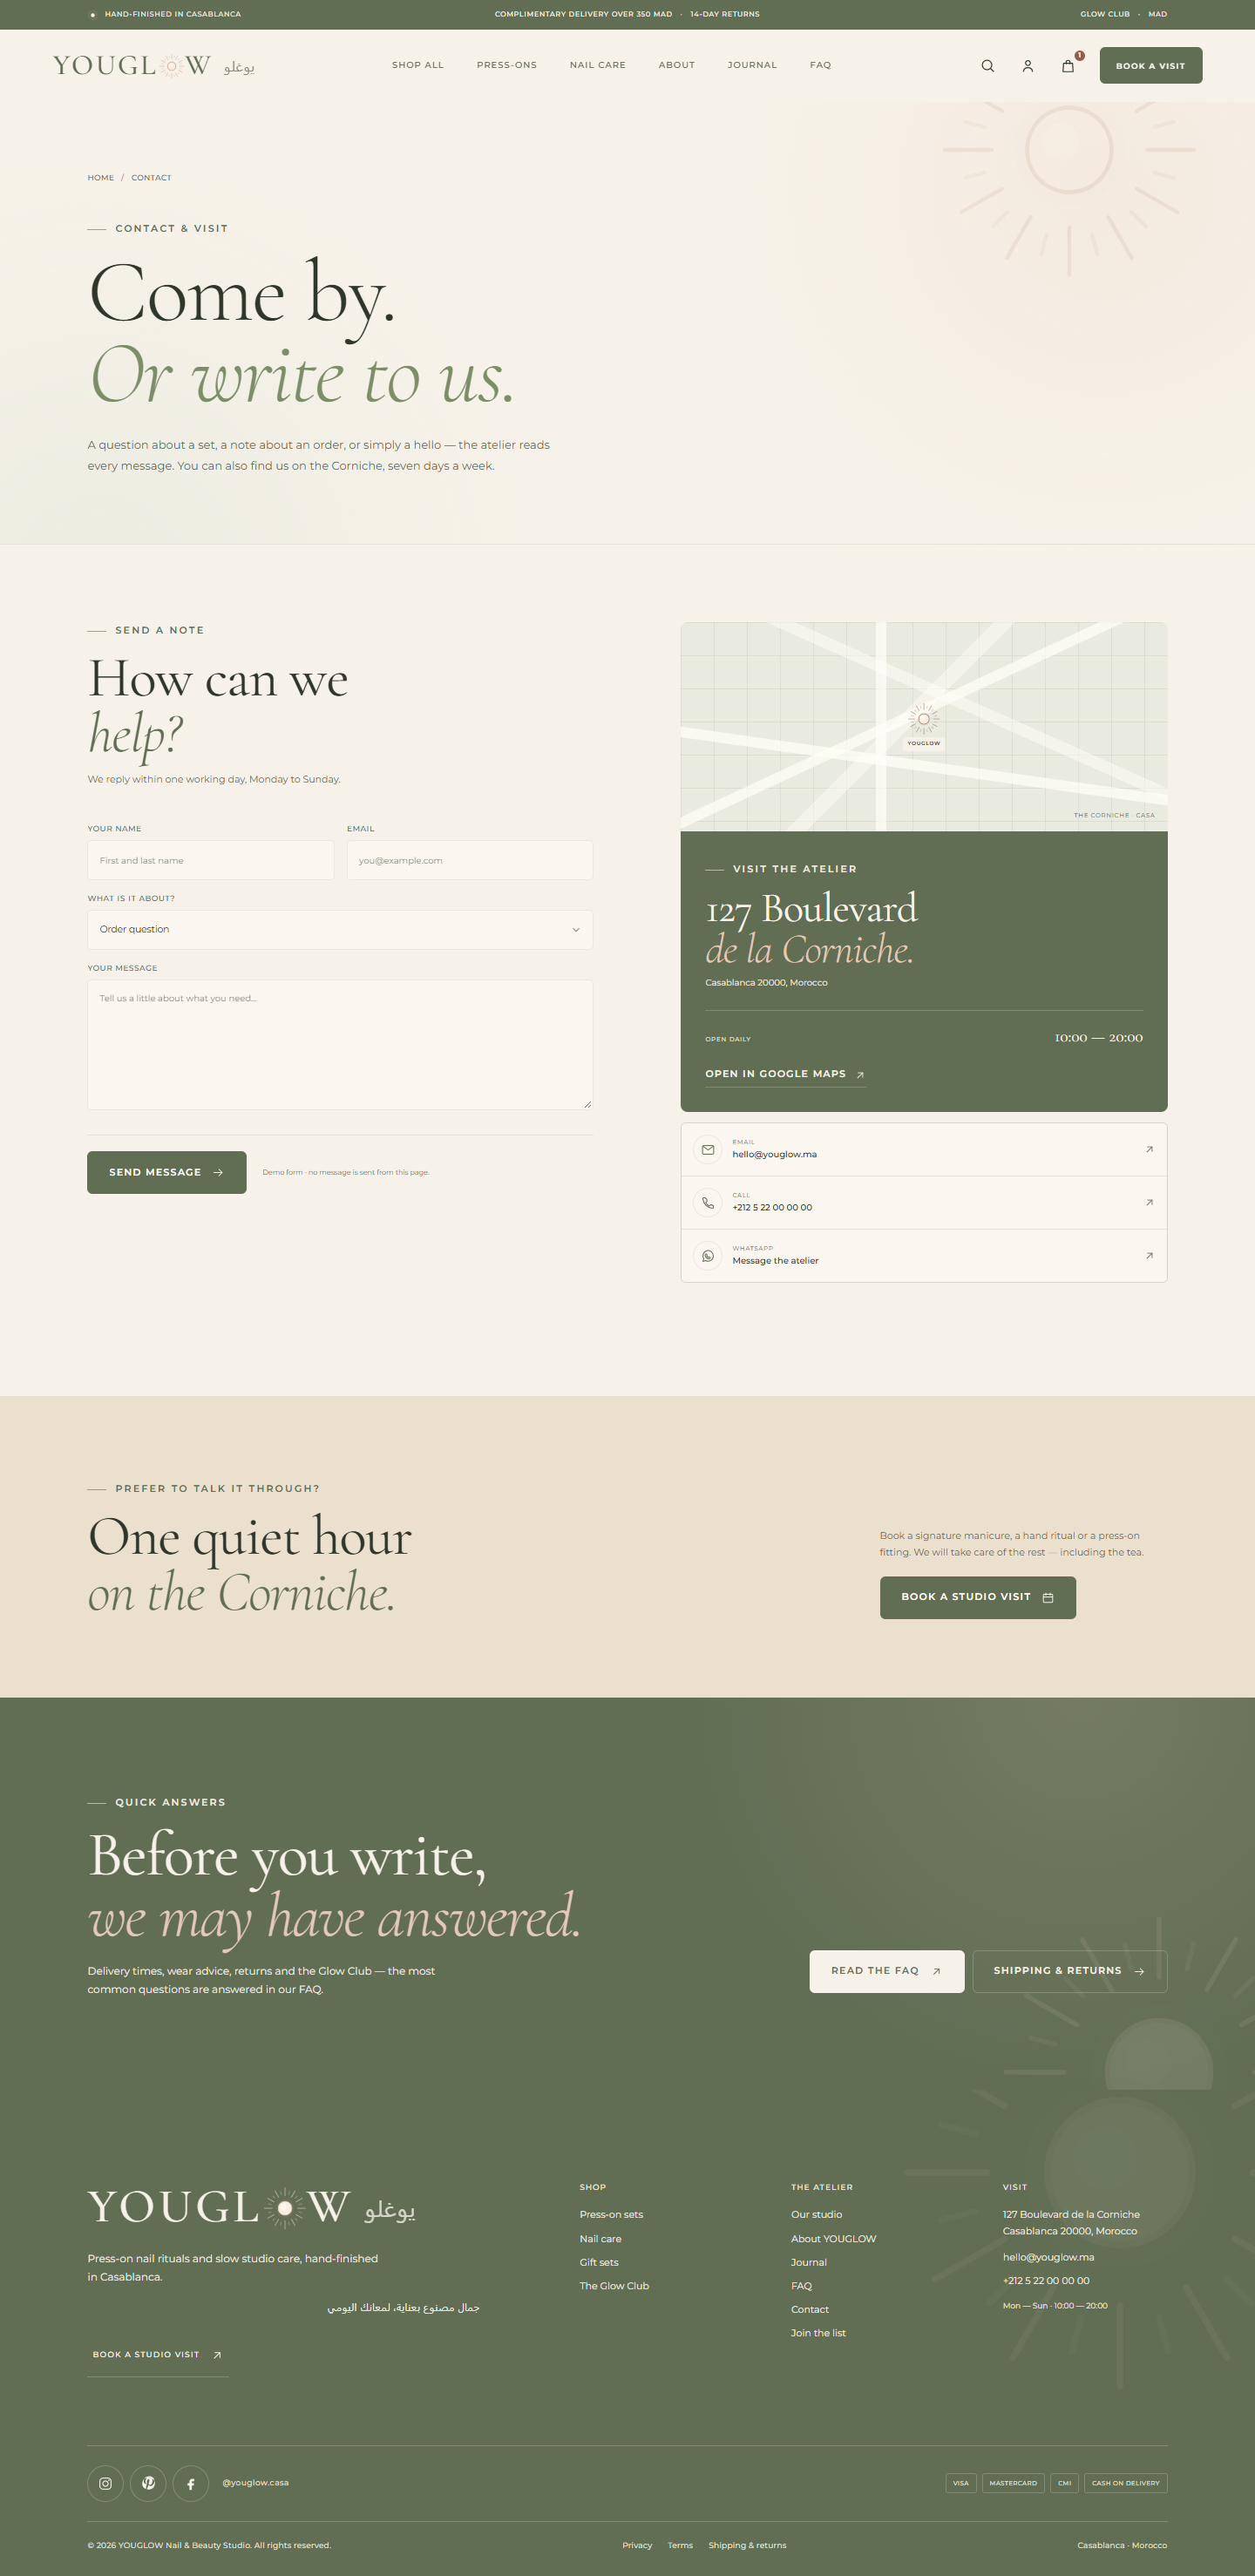 HAND-FINISHED IN CASABLANCA
COMPLIMENTARY DELIVERY OVER 350 MAD · 14-DAY RETURNS
GLOW CLUB · MAD
YOUGLOW يوغلو
SHOP ALL
PRESS-ONS
NAIL CARE
ABOUT
JOURNAL
FAQ
1
BOOK A VISIT
HOME / CONTACT
CONTACT & VISIT
Come by.
Or write to us.
A question about a set, a note about an order, or simply a hello — the atelier reads
every message. You can also find us on the Corniche, seven days a week.
SEND A NOTE
How can we
help?
We reply within one working day, Monday to Sunday.
YOUR NAME
EMAIL
First and last name
you@example.com
WHAT IS IT ABOUT?
Order question
YOUR MESSAGE
Tell us a little about what you need...
SEND MESSAGE
Demo form · no message is sent from this page.
YOUGLOW
THE CORNICHE · CASA
VISIT THE ATELIER
127 Boulevard
de la Corniche.
Casablanca 20000, Morocco
OPEN DAILY
10:00 — 20:00
OPEN IN GOOGLE MAPS
EMAIL
hello@youglow.ma
CALL
+212 5 22 00 00 00
WHATSAPP
Message the atelier
PREFER TO TALK IT THROUGH?
One quiet hour
on the Corniche.
Book a signature manicure, a hand ritual or a press-on
fitting. We will take care of the rest — including the tea.
BOOK A STUDIO VISIT
QUICK ANSWERS
Before you write,
we may have answered.
Delivery times, wear advice, returns and the Glow Club — the most
common questions are answered in our FAQ.
READ THE FAQ
SHIPPING & RETURNS
YOUGLOW يوغلو
Press-on nail rituals and slow studio care, hand-finished
in Casablanca.
جمال مصنوع بعناية، لمعانك اليومي
BOOK A STUDIO VISIT
SHOP
Press-on sets
Nail care
Gift sets
The Glow Club
THE ATELIER
Our studio
About YOUGLOW
Journal
FAQ
Contact
Join the list
VISIT
127 Boulevard de la Corniche
Casablanca 20000, Morocco
hello@youglow.ma
+212 5 22 00 00 00
Mon — Sun · 10:00 — 20:00
@youglow.casa
VISA
MASTERCARD
CMI
CASH ON DELIVERY
© 2026 YOUGLOW Nail & Beauty Studio. All rights reserved.
Privacy
Terms
Shipping & returns
Casablanca · Morocco